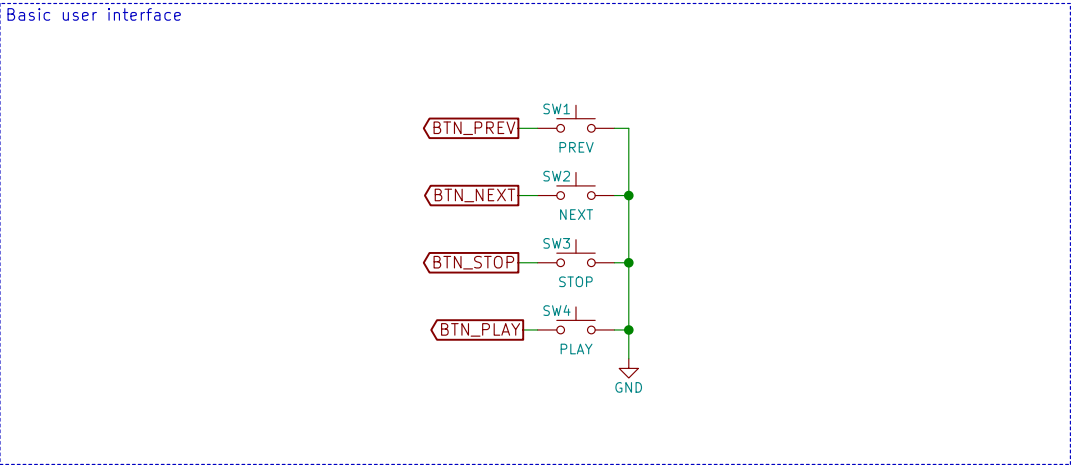 Basic user interface
SW1
BTN_PREV
PREV
SW2
BTN_NEXT
NEXT
SW3
BTN_STOP
STOP
SW4
BTN_PLAY
PLAY
GND